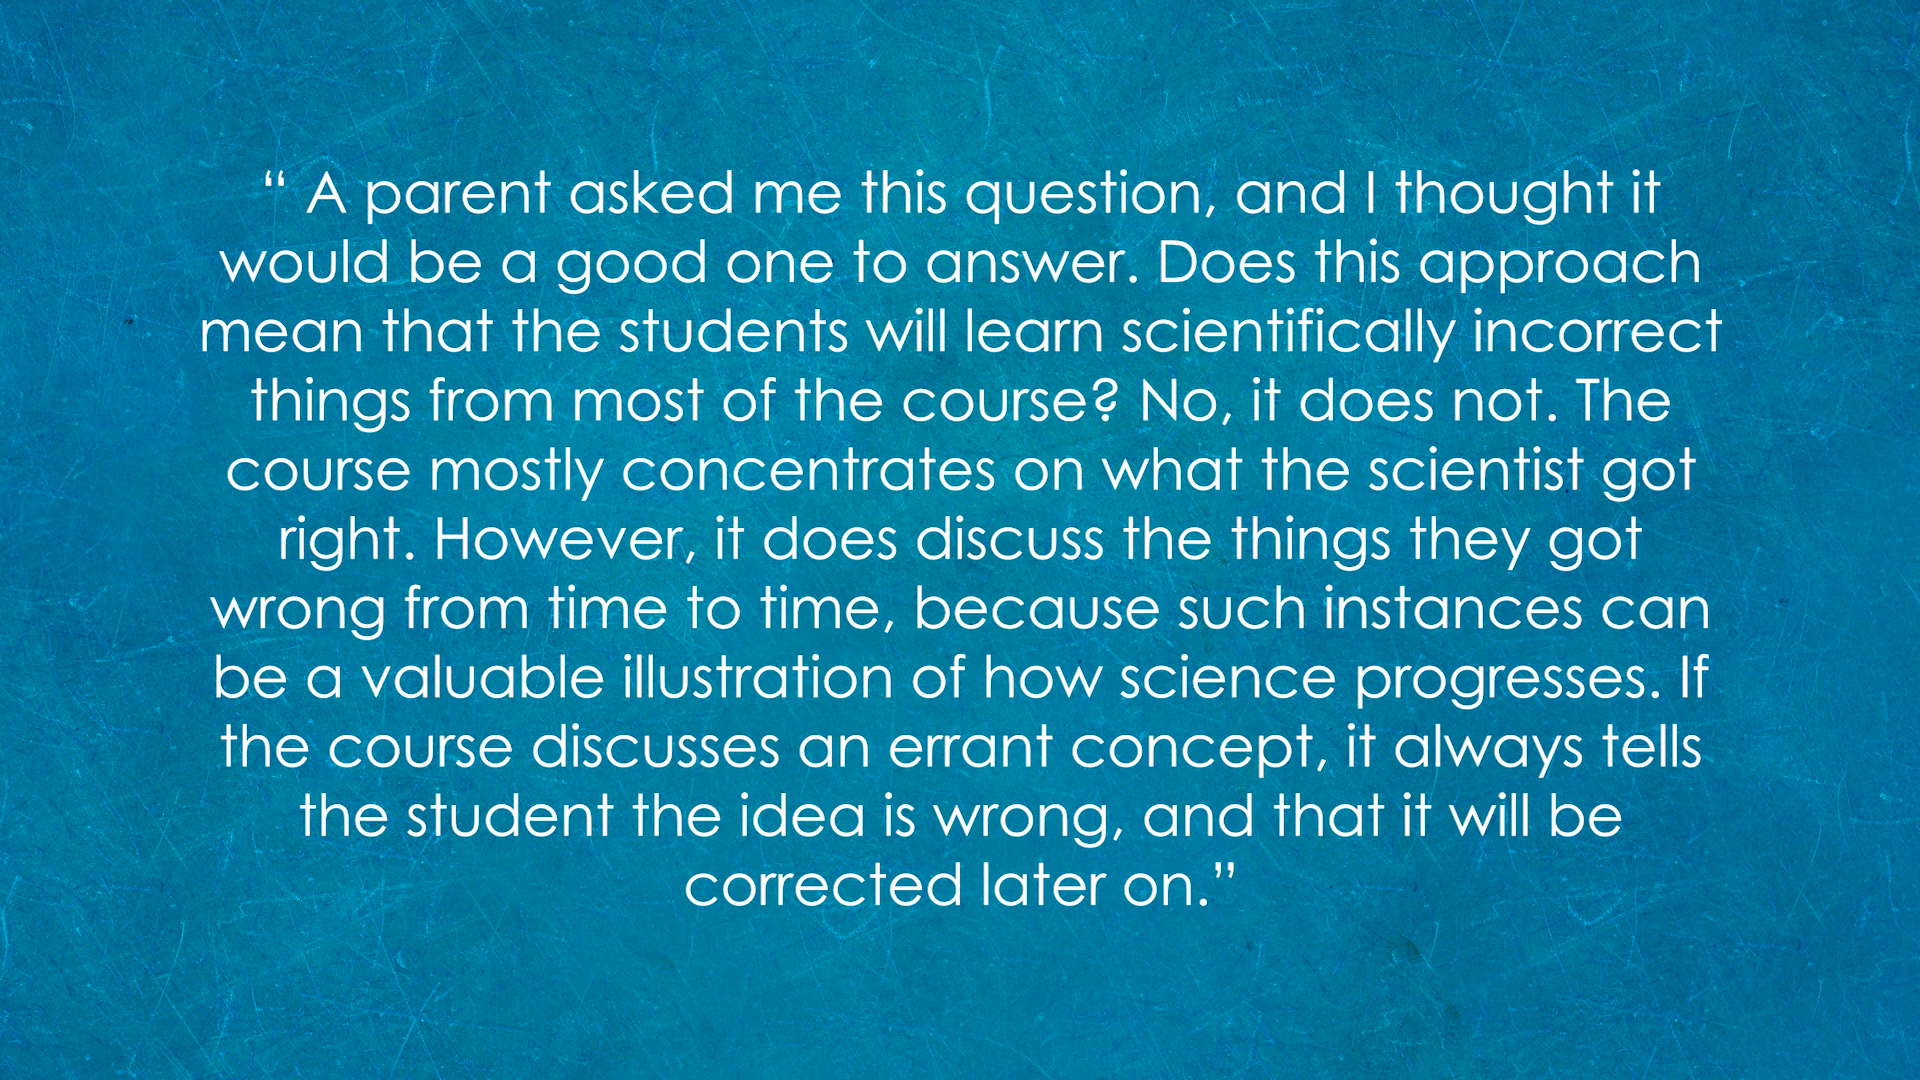 “ A parent asked me this question, and I thought it
would be a good one to answer. Does this approach
mean that the students will learn scientifically incorrect
things from most of the course? No, it does not. The
course mostly concentrates on what the scientist got
right. However, it does discuss the things they got
wrong from time to time, because such instances can
be a valuable illustration of how science progresses. If
the course discusses an errant concept, it always tells
the student the idea is wrong, and that it will be
corrected later on.”